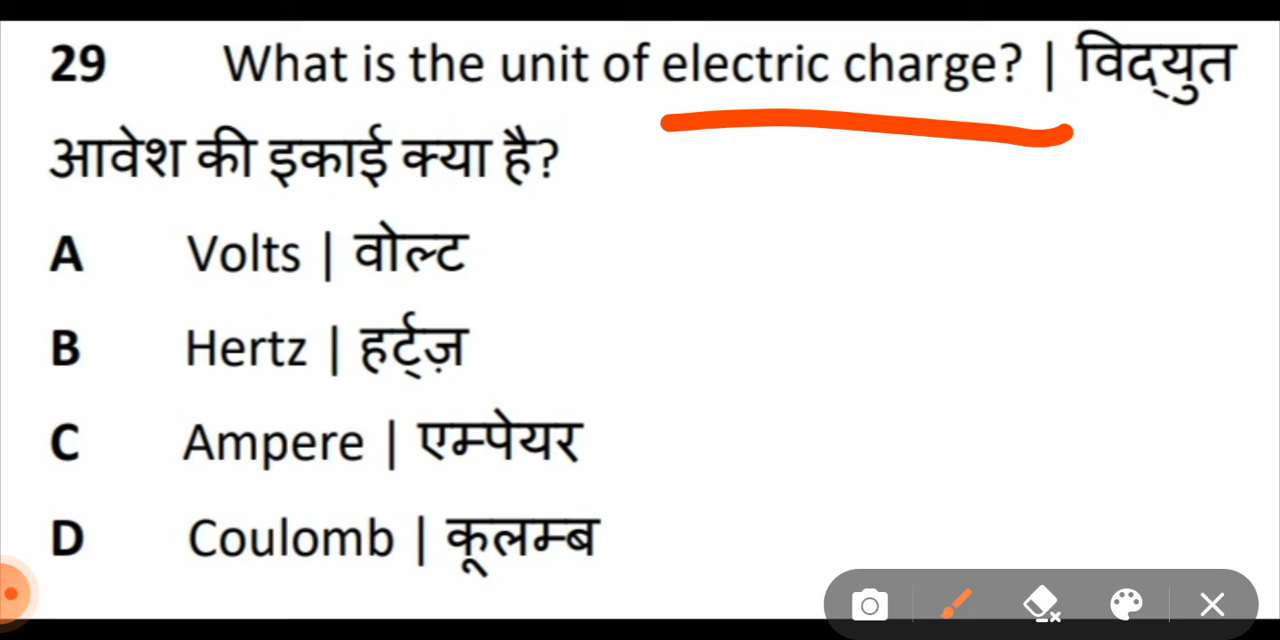 29 What is the unit of electric charge? | विद्युत
आवेश की इकाई क्या है?
A Volts | वोल्ट
B Hertz | हर्ट्ज़
C Ampere | एम्पेयर
D Coulomb | कूलम्ब